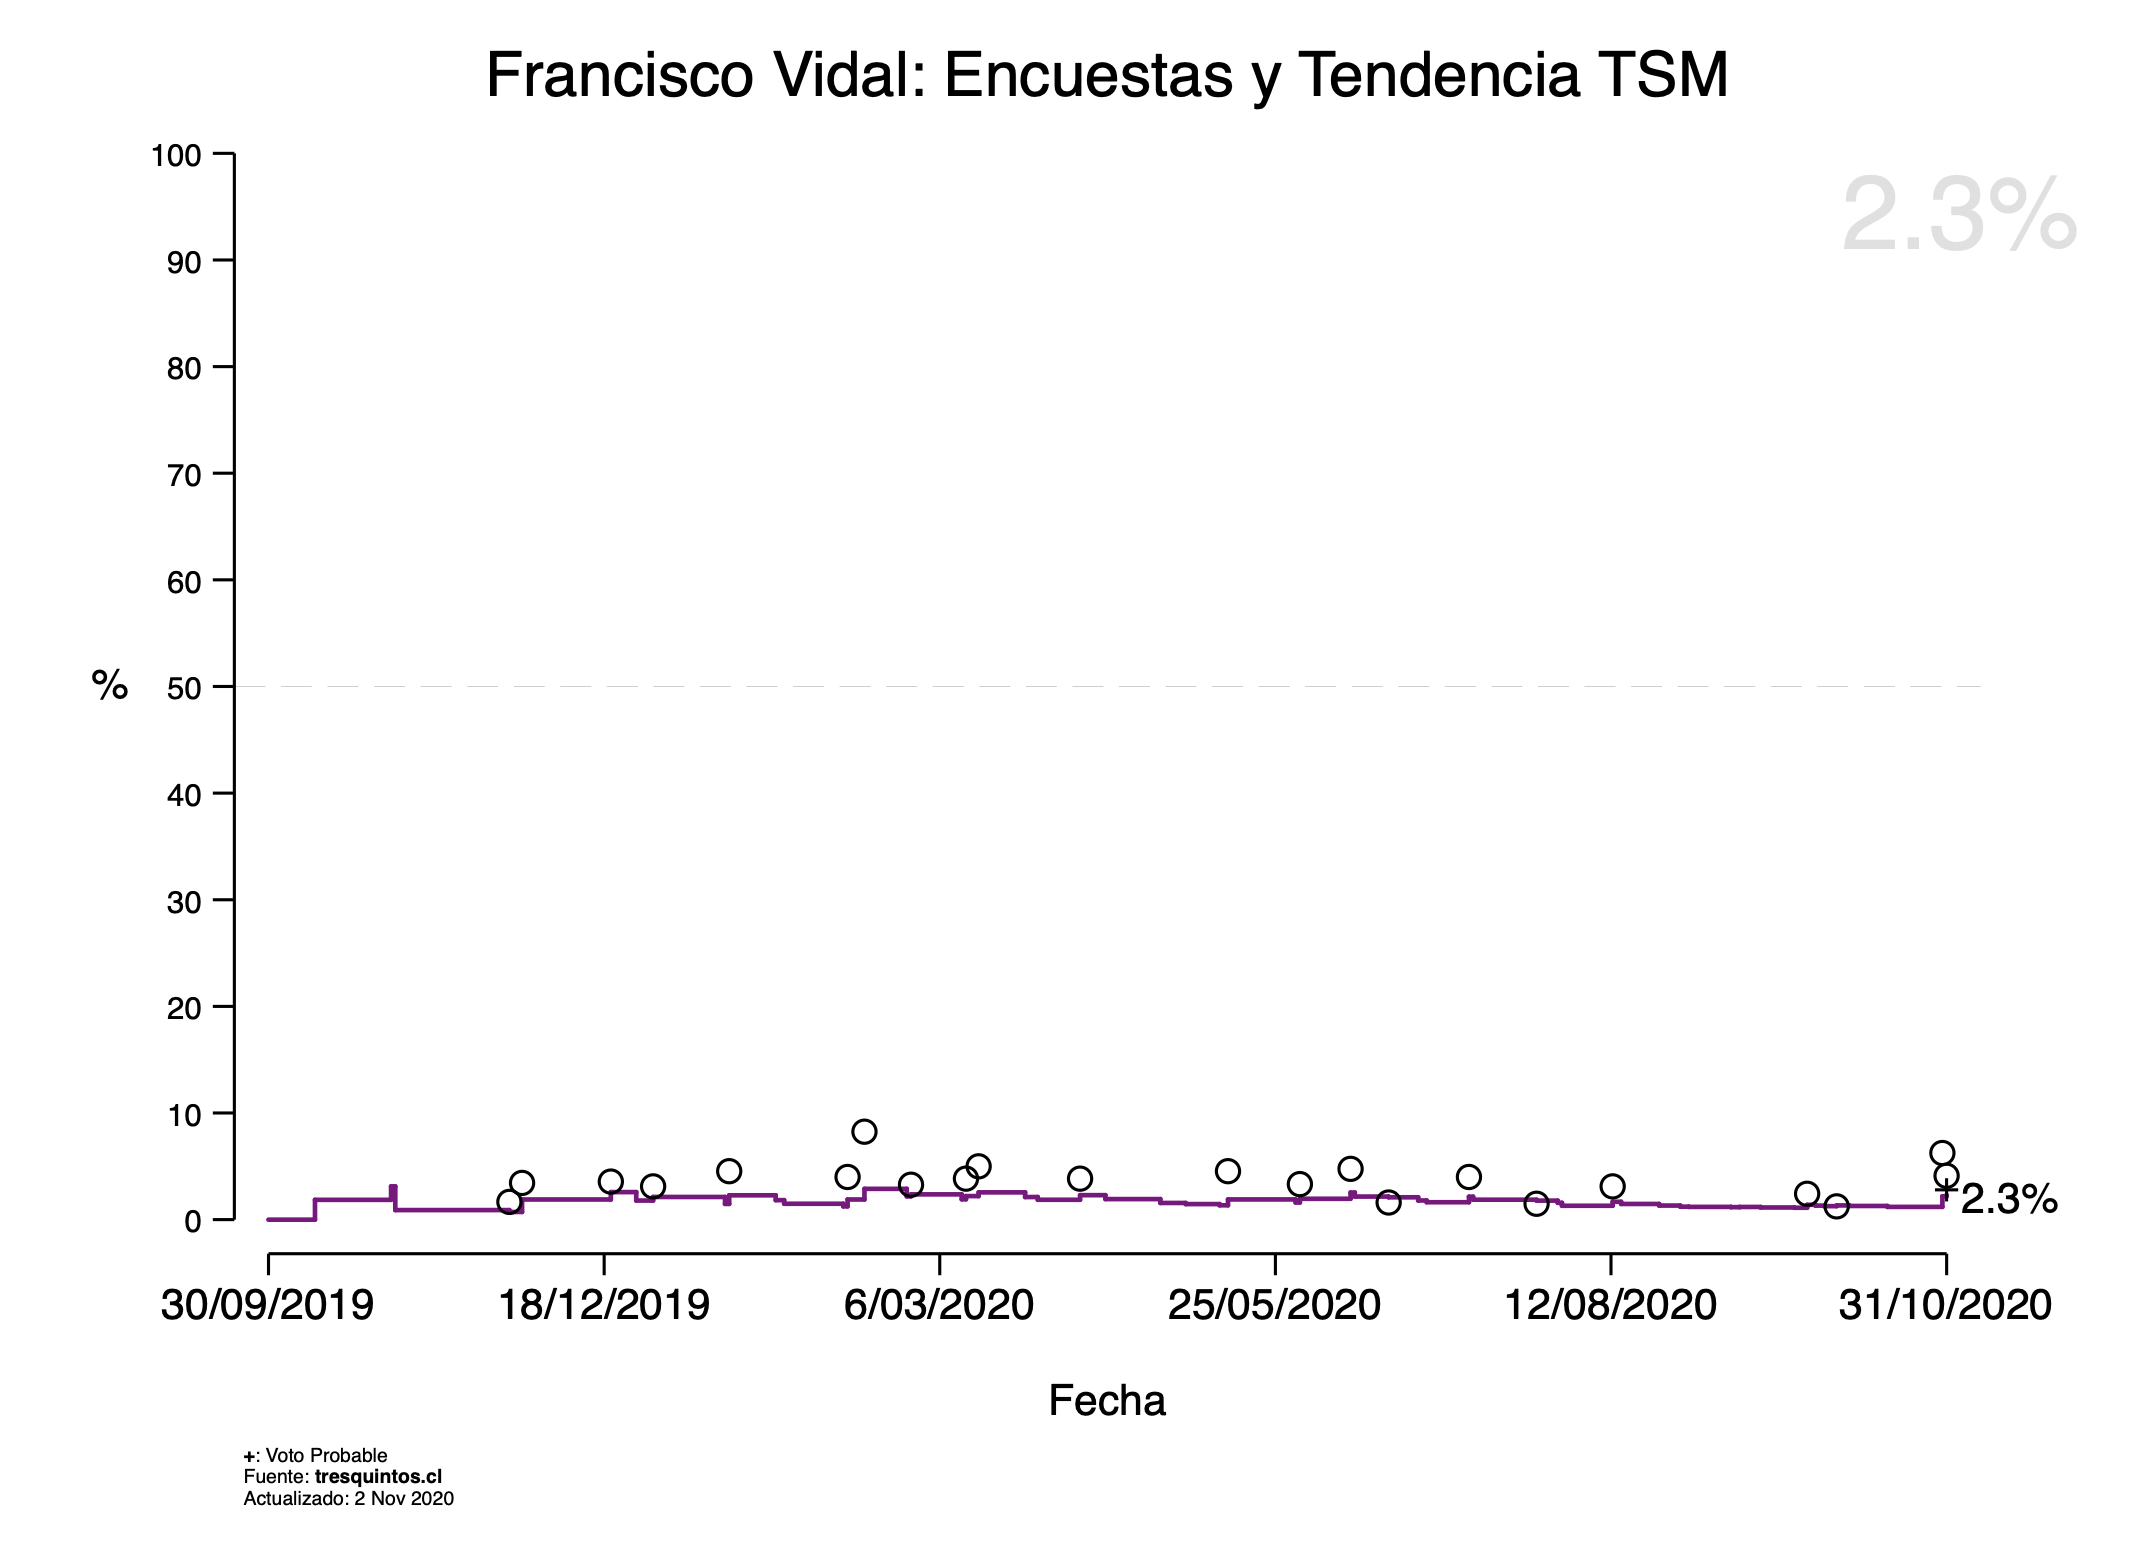 Francisco Vidal: Encuestas y Tendencia TSM
2.3%
100
90
80
70
60
50
40
30
20
10
0
%
2.3%
30/09/2019 18/12/2019 6/03/2020 25/05/2020 12/08/2020 31/10/2020
Fecha
+: Voto Probable
Fuente: tresquintos.cl
Actualizado: 2 Nov 2020